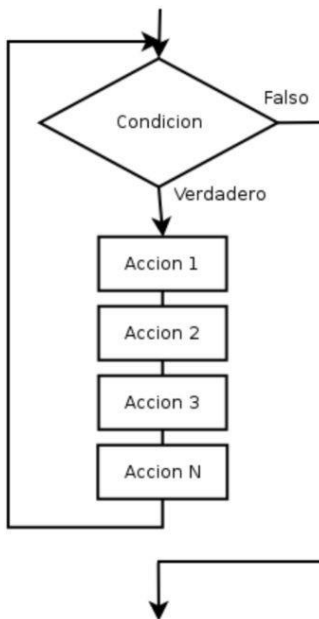 Condicion
Falso
Verdadero
Accion 1
Accion 2
Accion 3
Accion N